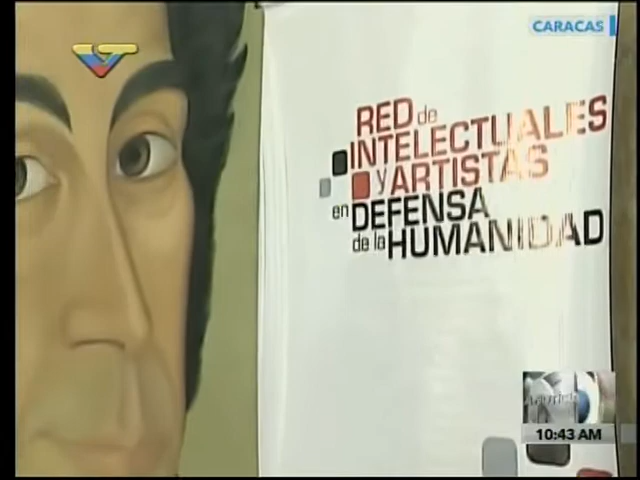 CARACAS
RED de
INTELECTUALES
y ARTISTAS
en DEFENSA
de la HUMANIDAD
10:43 AM